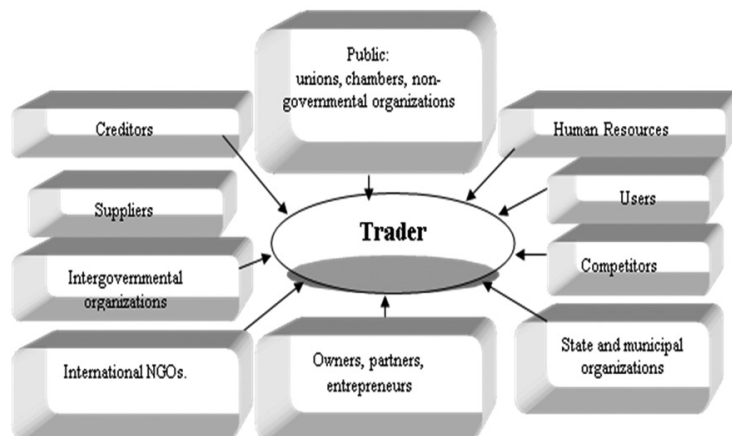 Public:
unions, chambers, non-
governmental organizations
Creditors
Human Resources
Suppliers
Users
Trader
Intergovernmental
organizations
Competitors
International NGOs.
Owners, partners,
entrepreneurs
State and municipal
organizations